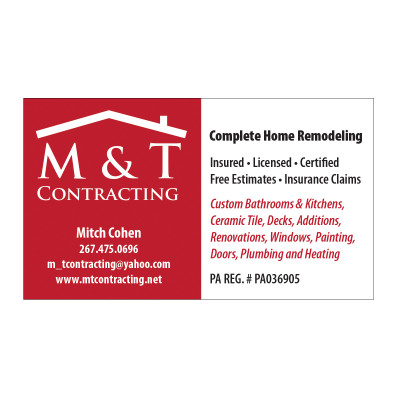 M & T
CONTRACTING
Mitch Cohen
267.475.0696
m_tcontracting@yahoo.com
www.mtcontracting.net
Complete Home Remodeling
Insured • Licensed • Certified
Free Estimates • Insurance Claims
Custom Bathrooms & Kitchens,
Ceramic Tile, Decks, Additions,
Renovations, Windows, Painting,
Doors, Plumbing and Heating
PA REG. # PA036905